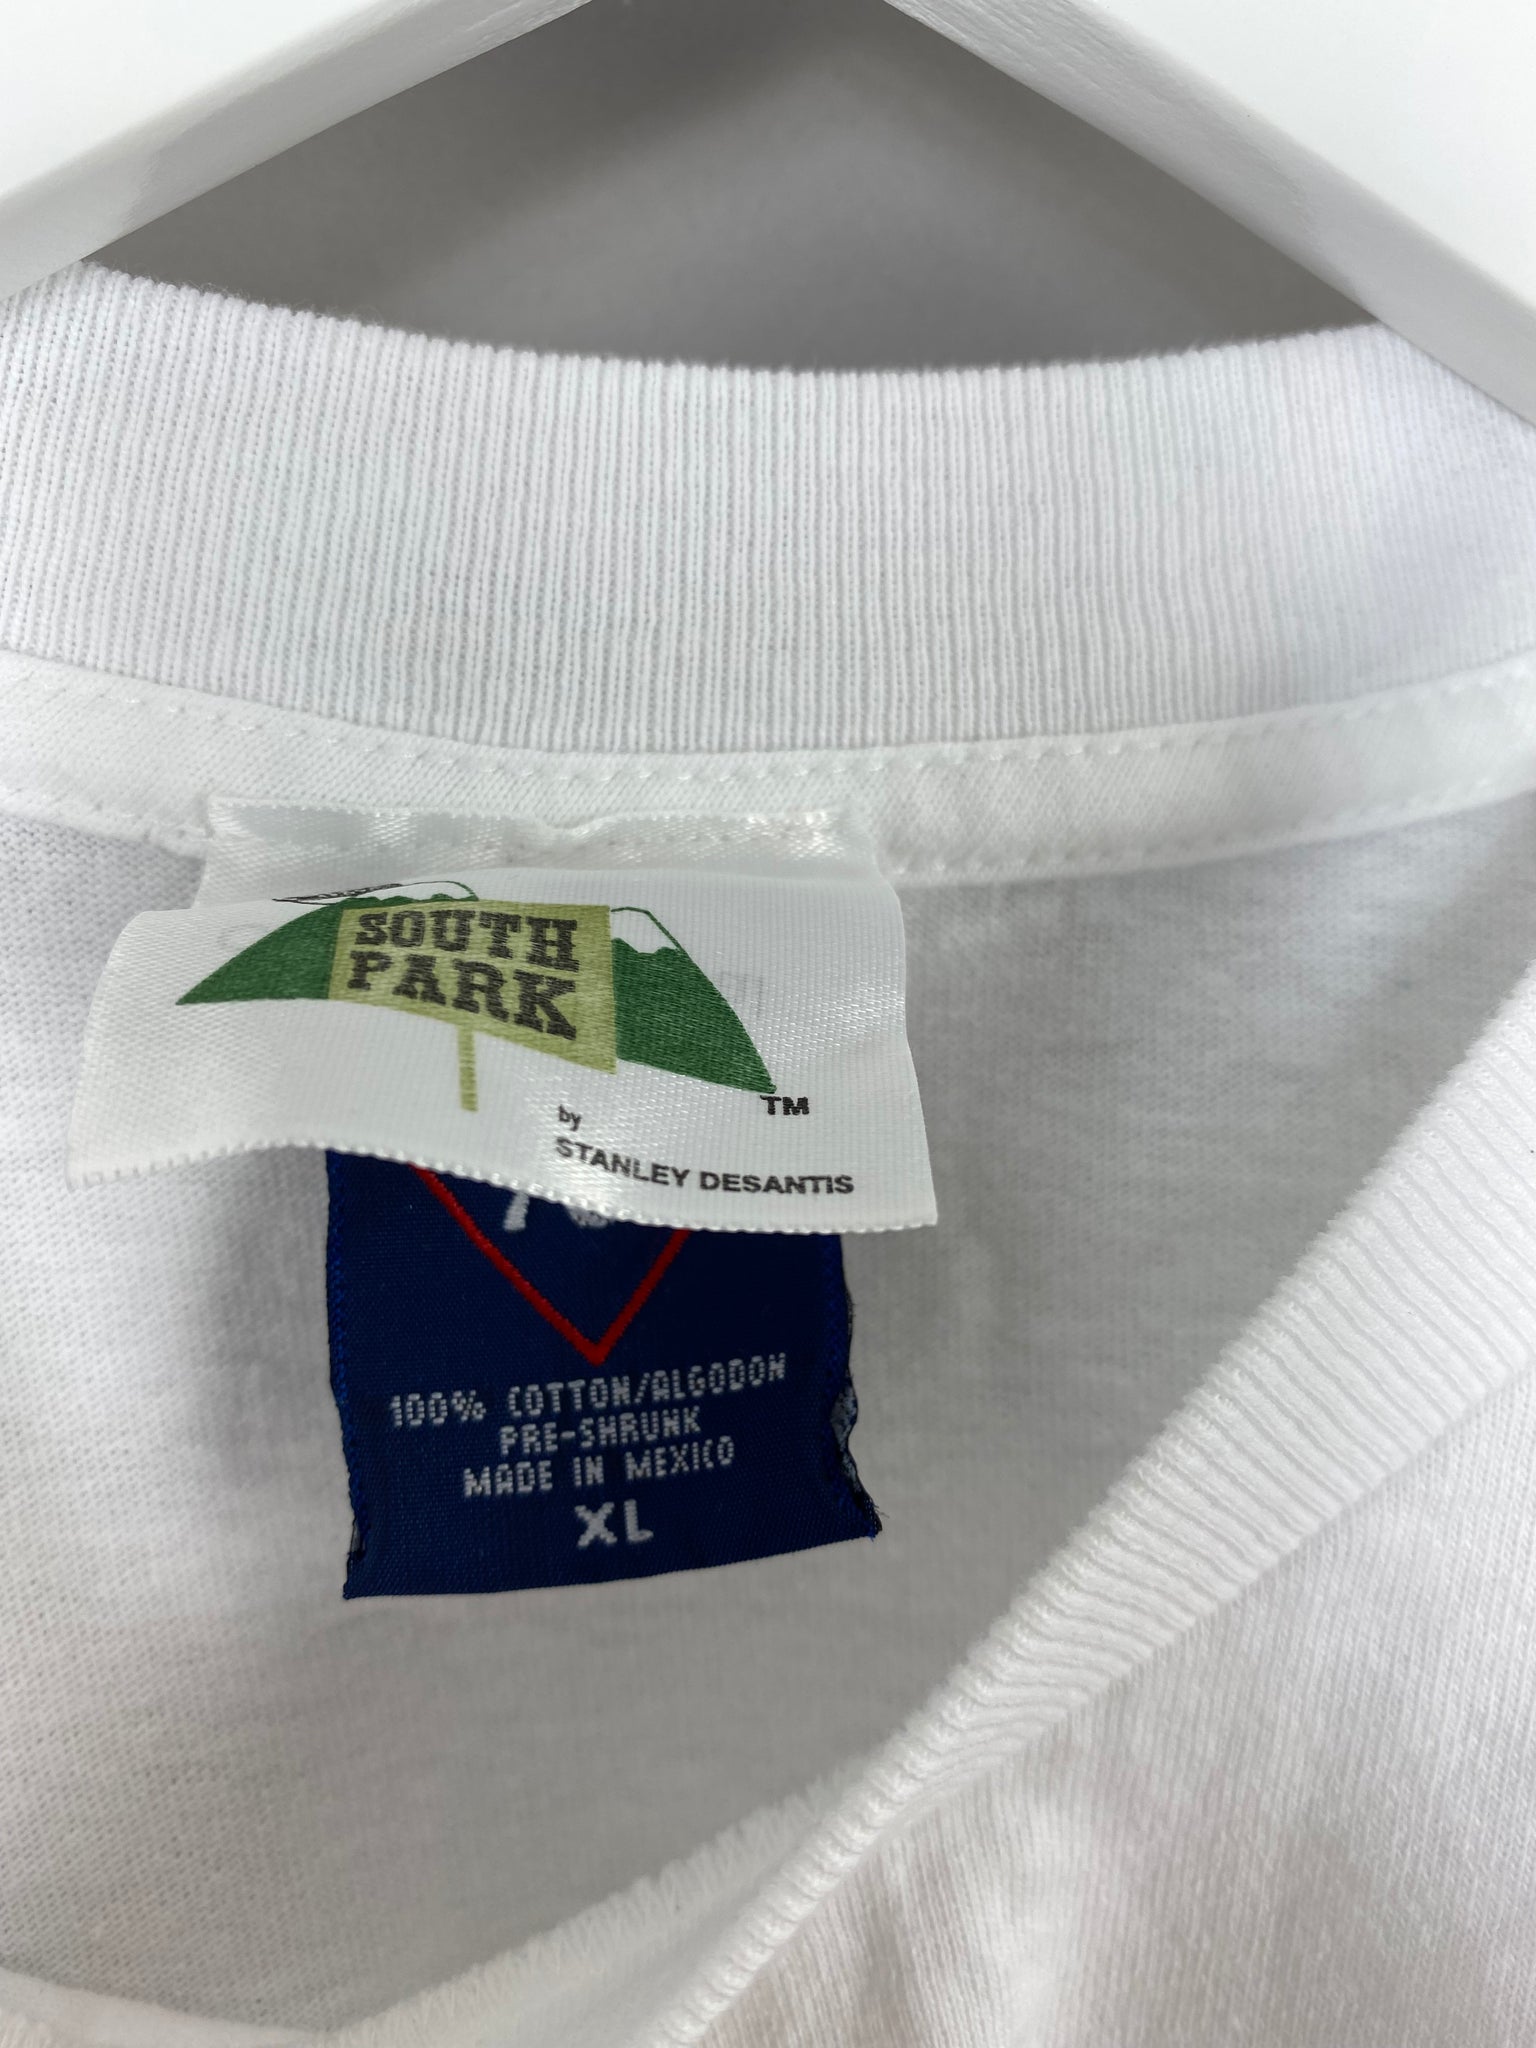 SOUTH
PARK
TM
by
STANLEY DESANTIS
100% COTTON/ALGODON
PRE-SHRUNK
MADE IN MEXICO
XL